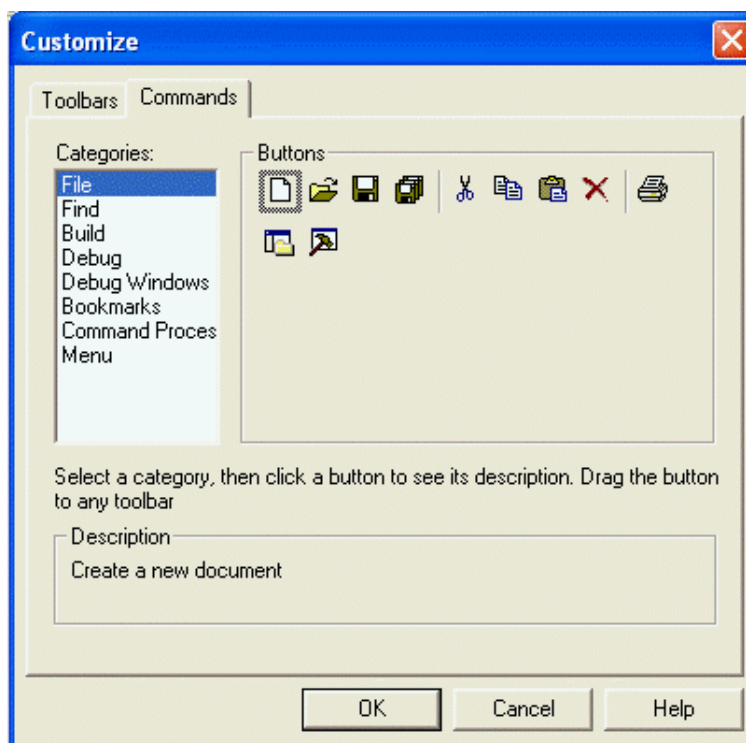 Customize
Toolbars
Commands
Categories:
File
Find
Build
Debug
Debug Windows
Bookmarks
Command Proces
Menu
Buttons
Select a category, then click a button to see its description. Drag the button
to any toolbar
Description
Create a new document
OK
Cancel
Help